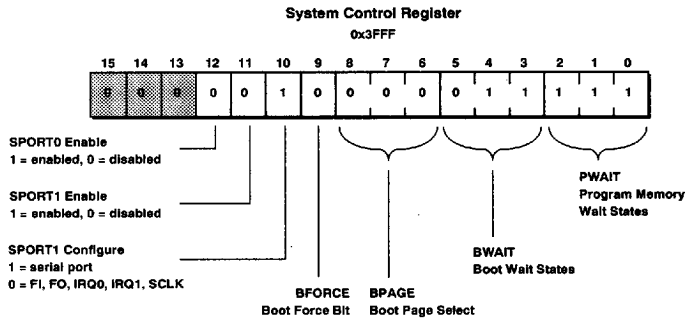 System Control Register
0x3FFF
15 14 13 12 11 10 9 8 7 6 5 4 3 2 1 0
0 0 0 0 0 1 0 0 0 0 0 1 1 1 1 1
SPORT0 Enable
1 = enabled, 0 = disabled
SPORT1 Enable
1 = enabled, 0 = disabled
SPORT1 Configure
1 = serial port
0 = FI, FO, IRQ0, IRQ1, SCLK
BFORCE
Boot Force Bit
BPAGE
Boot Page Select
BWAIT
Boot Wait States
PWAIT
Program Memory
Wait States